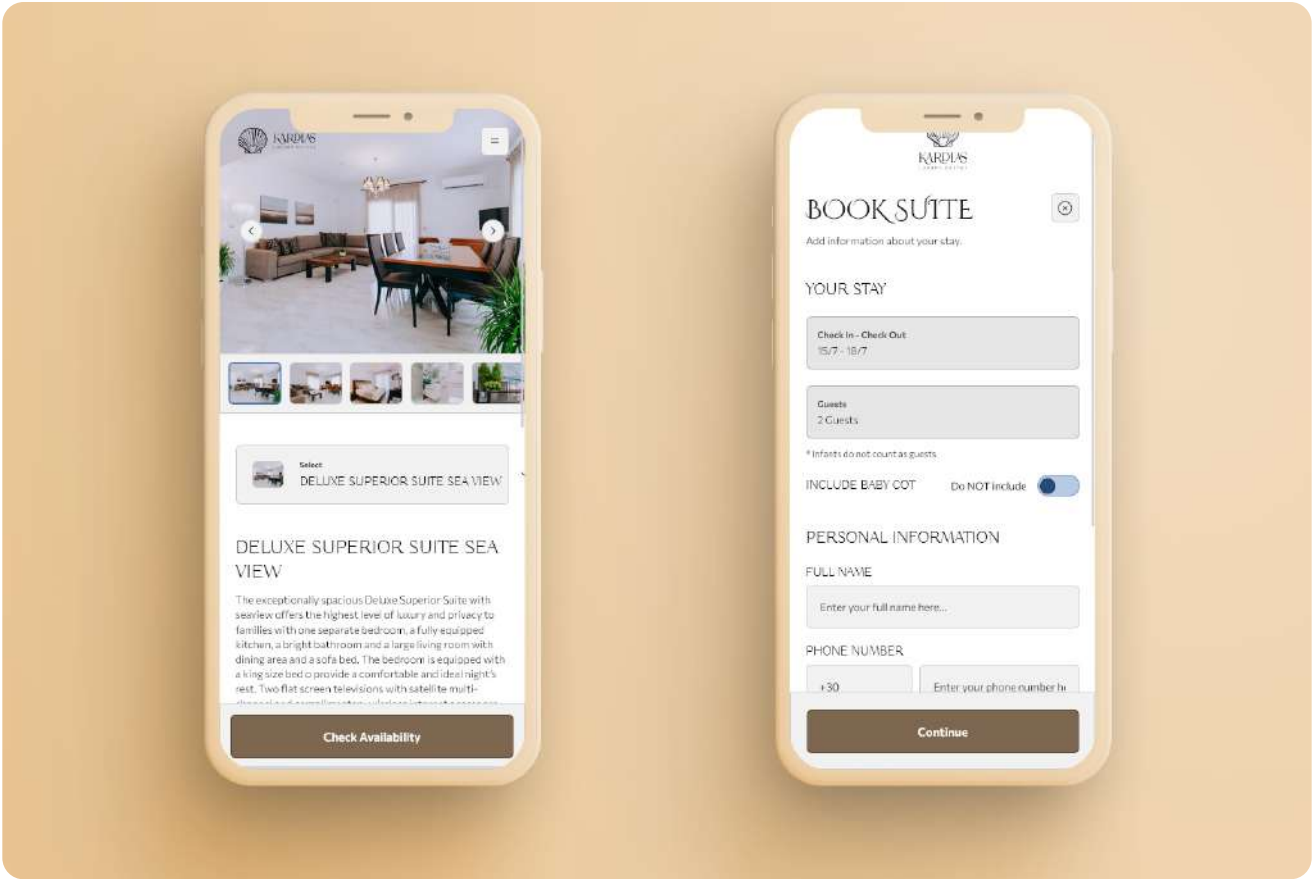 KARDIAS
Select
DELUXE SUPERIOR SUITE SEA VIEW
DELUXE SUPERIOR SUITE SEA
VIEW
The exceptionally spacious Deluxe Superior Suite with
seaview offers the highest level of luxury and privacy to
families with one separate bedroom, a fully equipped
kitchen, a bright bathroom and a large living room with
dining area and a sofa bed. The bedroom is equipped with
a king size bed o provide a comfortable and ideal night's
rest. Two flat screen televisions with satellite multi-
Check Availability
KARDIAS
BOOK SUITE
Add information about your stay.
YOUR STAY
Check In - Check Out
15/7 - 18/7
Guests
2 Guests
* Infants do not count as guests.
INCLUDE BABY COT Do NOT include
PERSONAL INFORMATION
FULL NAME
Enter your full name here...
PHONE NUMBER
+30 Enter your phone number
Continue